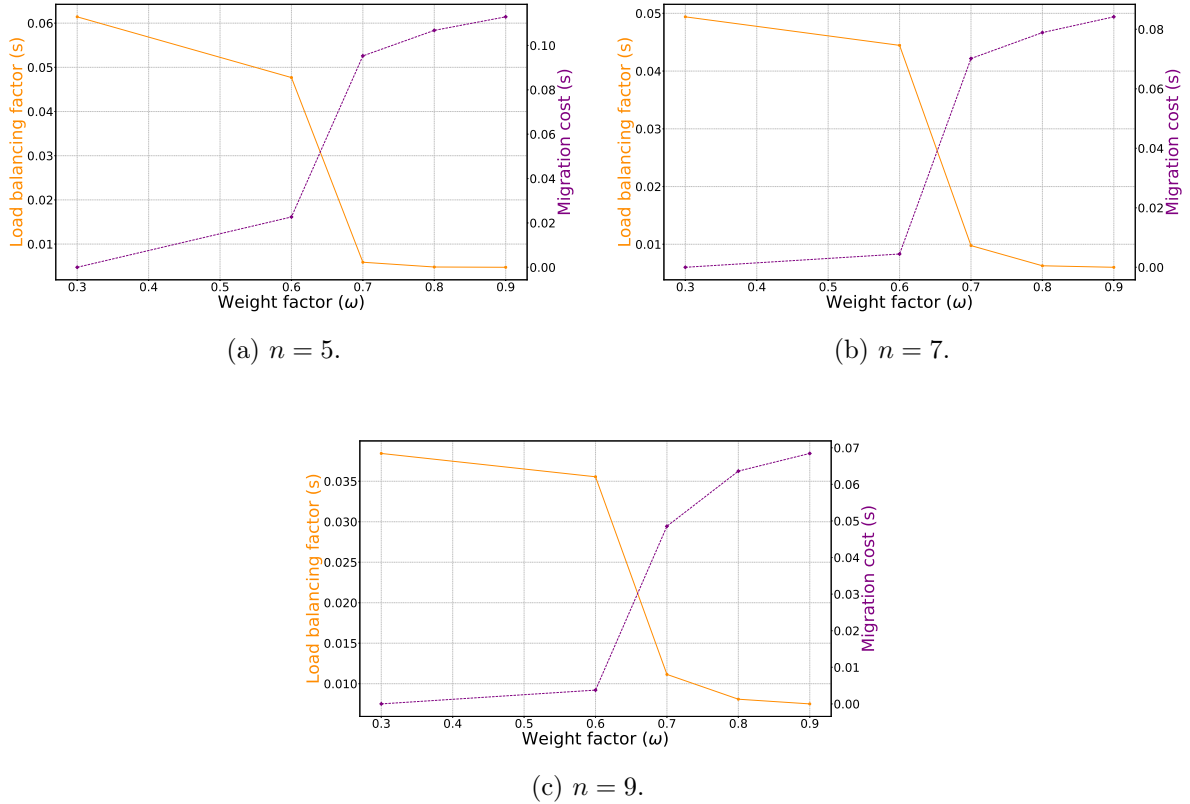 Load balancing factor (s)
0.06
0.05
0.04
0.03
0.02
0.01
0.3 0.4 0.5 0.6 0.7 0.8 0.9
Weight factor (ω)
0.10
0.08
0.06
0.04
0.02
0.00
Migration cost (s)
(a) n = 5.
Load balancing factor (s)
0.05
0.04
0.03
0.02
0.01
0.3 0.4 0.5 0.6 0.7 0.8 0.9
Weight factor (ω)
0.08
0.06
0.04
0.02
0.00
Migration cost (s)
(b) n = 7.
Load balancing factor (s)
0.035
0.030
0.025
0.020
0.015
0.010
0.3 0.4 0.5 0.6 0.7 0.8 0.9
Weight factor (ω)
0.07
0.06
0.05
0.04
0.03
0.02
0.01
0.00
Migration cost (s)
(c) n = 9.